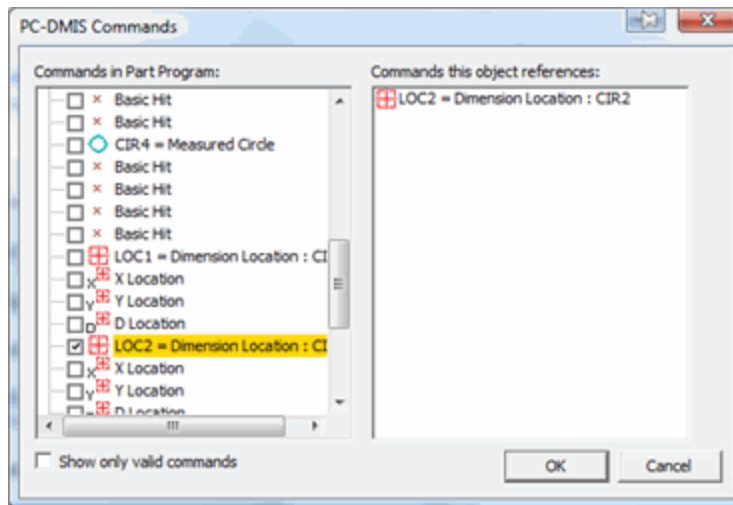 PC-DMIS Commands
Commands in Part Program:
Basic Hit
Basic Hit
CIR4 = Measured Circle
Basic Hit
Basic Hit
Basic Hit
Basic Hit
LOC1 = Dimension Location : CI
X X Location
Y Y Location
D D Location
LOC2 = Dimension Location : CI
X X Location
Y Y Location
D Location
Show only valid commands
Commands this object references:
LOC2 = Dimension Location : CIR2
OK
Cancel